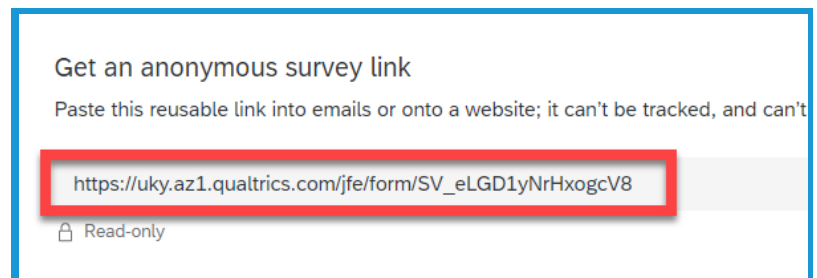 Get an anonymous survey link
Paste this reusable link into emails or onto a website; it can't be tracked, and can't
https://uky.az1.qualtrics.com/jfe/form/SV_eLGD1yNrHxogcV8
Read-only